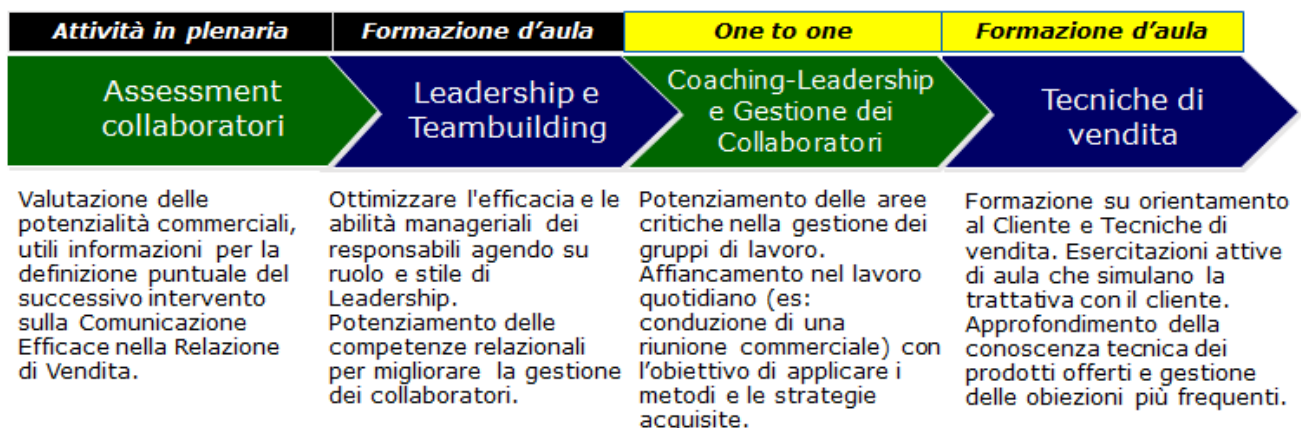 Attività in plenaria
Formazione d'aula
One to one
Formazione d'aula
Assessment
collaboratori
Leadership e
Teambuilding
Coaching-Leadership
e Gestione dei
Collaboratori
Tecniche di
vendita
Valutazione delle
potenzialità commerciali,
utili informazioni per la
definizione puntuale del
successivo intervento
sulla Comunicazione
Efficace nella Relazione
di Vendita.
Ottimizzare l'efficacia e le
abilità manageriali dei
responsabili agendo su
ruolo e stile di
Leadership.
Potenziamento delle
competenze relazionali
per migliorare la gestione
dei collaboratori.
Potenziamento delle aree
critiche nella gestione dei
gruppi di lavoro.
Affiancamento nel lavoro
quotidiano (es:
conduzione di una
riunione commerciale) con
l'obiettivo di applicare i
metodi e le strategie
acquisite.
Formazione su orientamento
al Cliente e Tecniche di
vendita. Esercitazioni attive
di aula che simulano la
trattativa con il cliente.
Approfondimento della
conoscenza tecnica dei
prodotti offerti e gestione
delle obiezioni più frequenti.